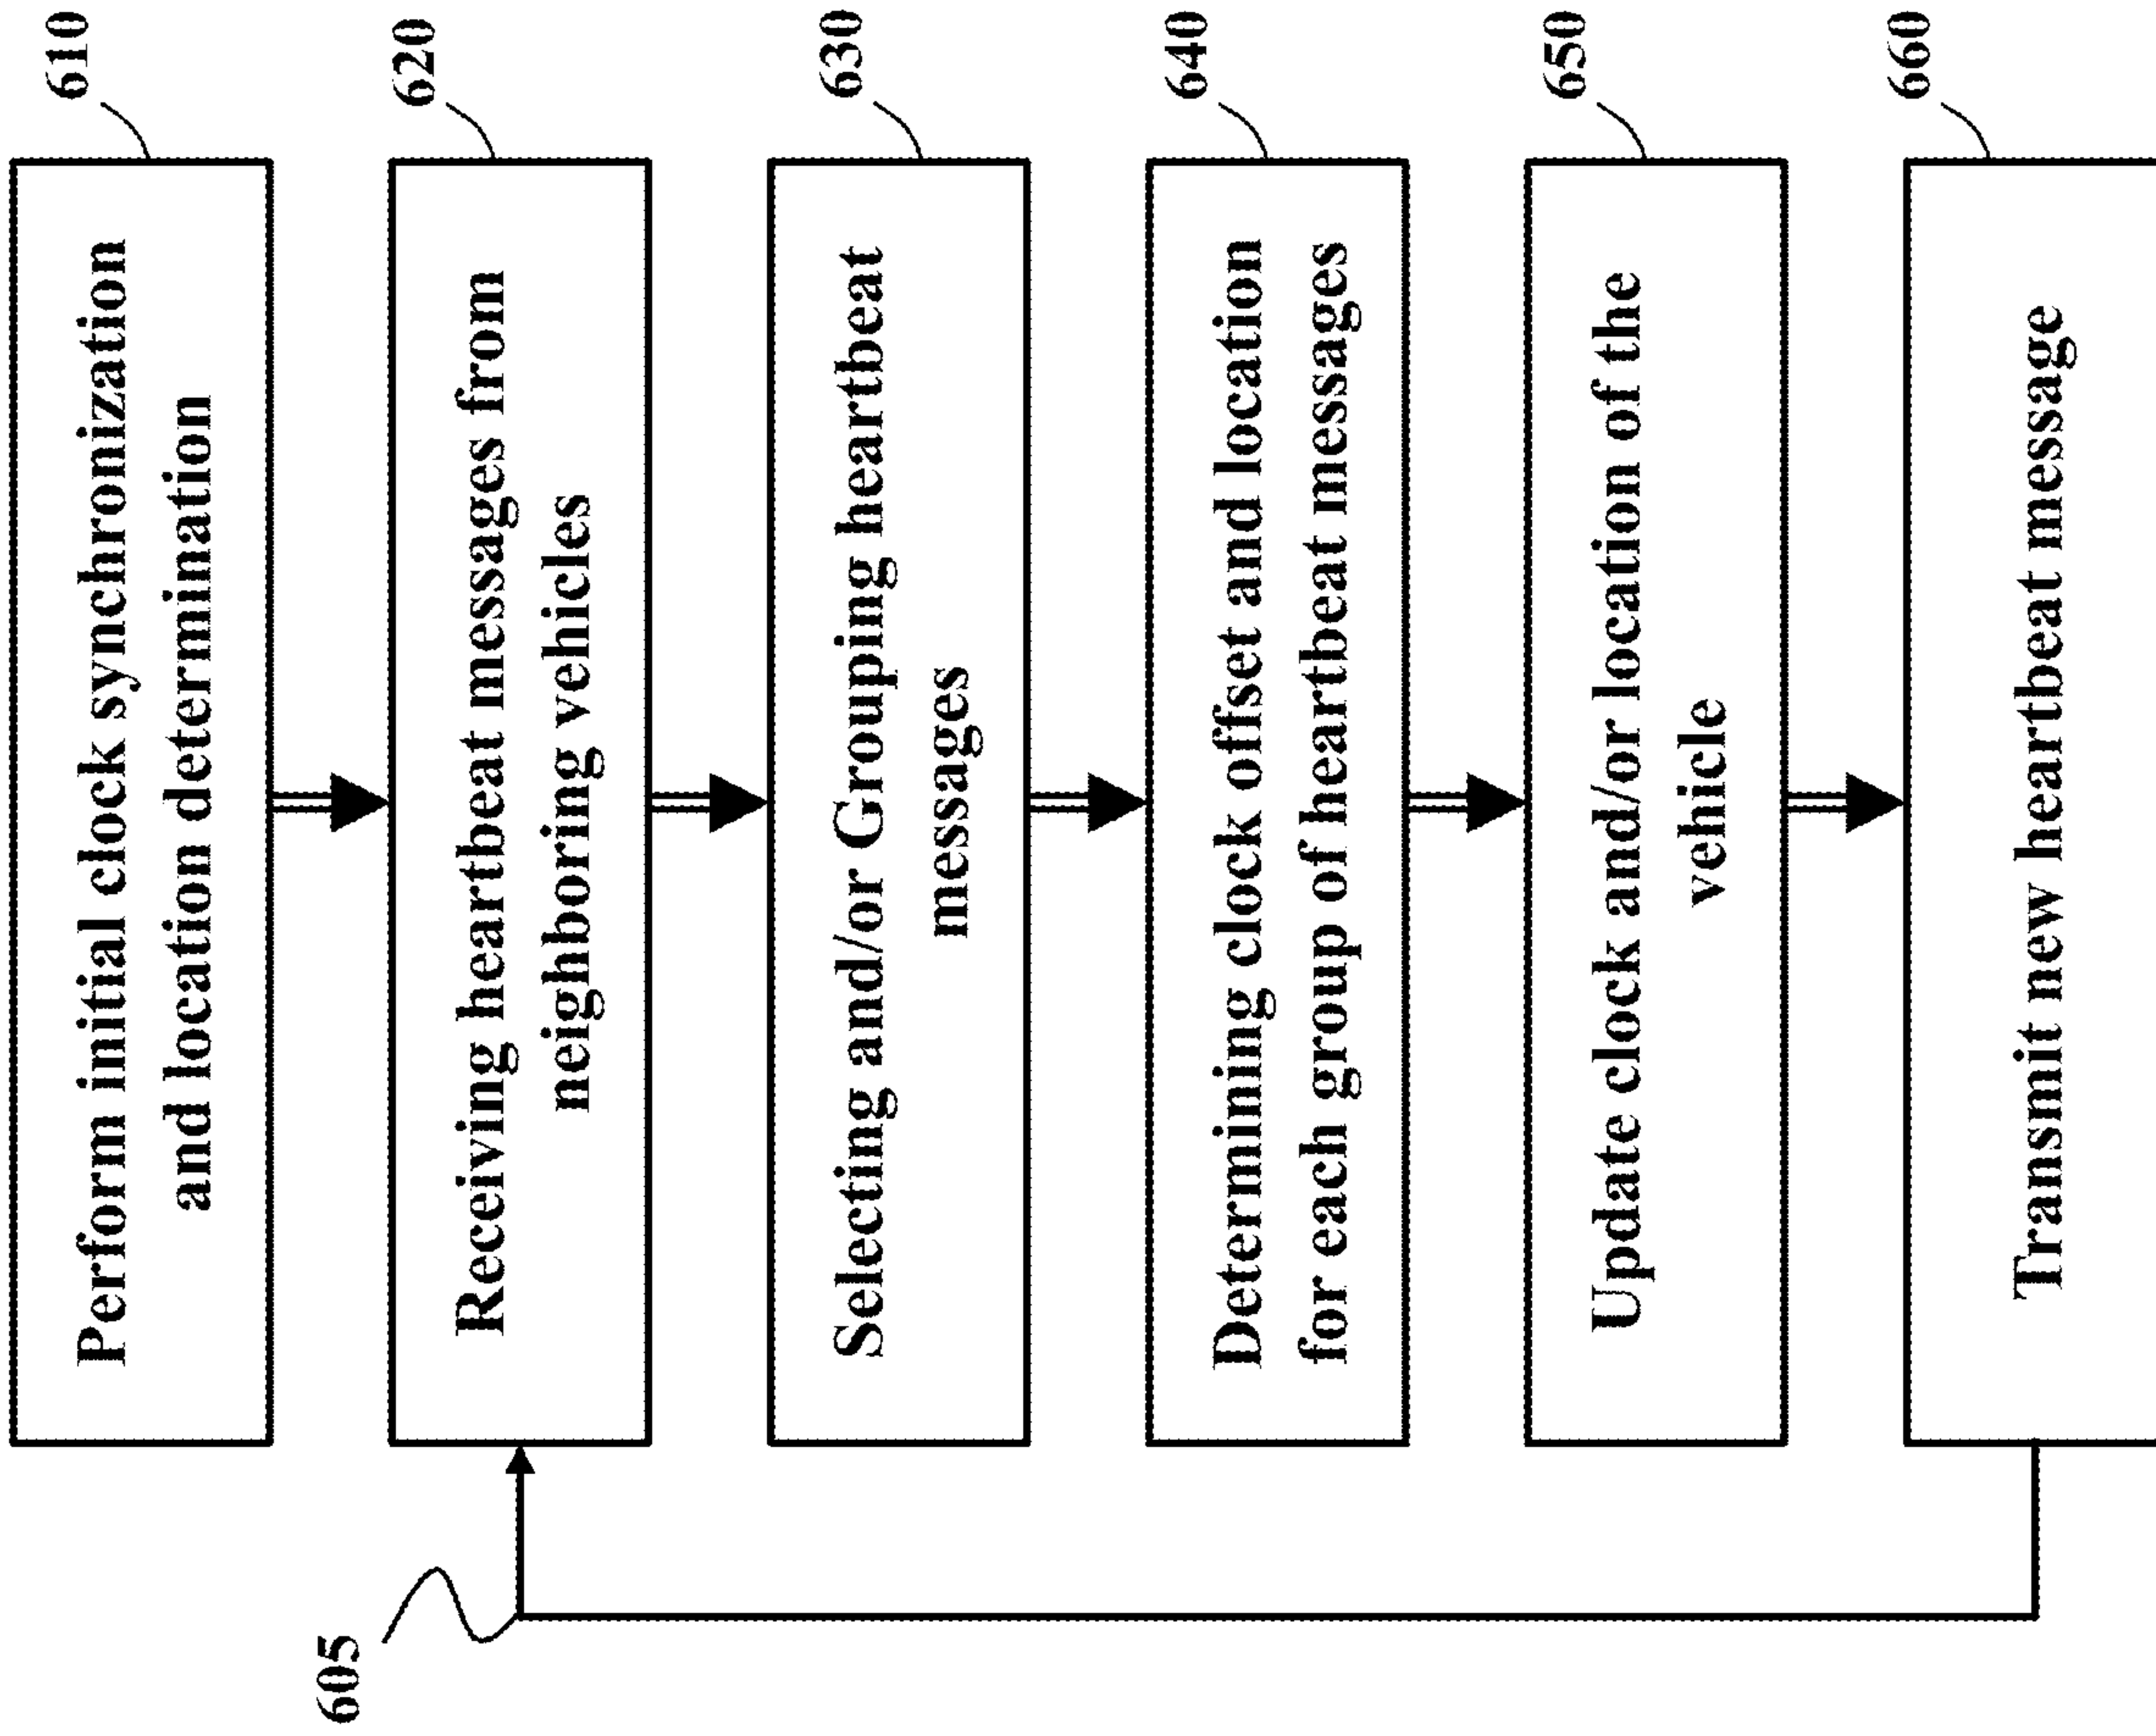 610
Perform initial clock synchronization
and location determination
620
Receiving heartbeat messages from
neighboring vehicles
630
Selecting and/or Grouping heartbeat
messages
640
Determining clock offset and location
for each group of heartbeat messages
650
Update clock and/or location of the
vehicle
660
Transmit new heartbeat message
605